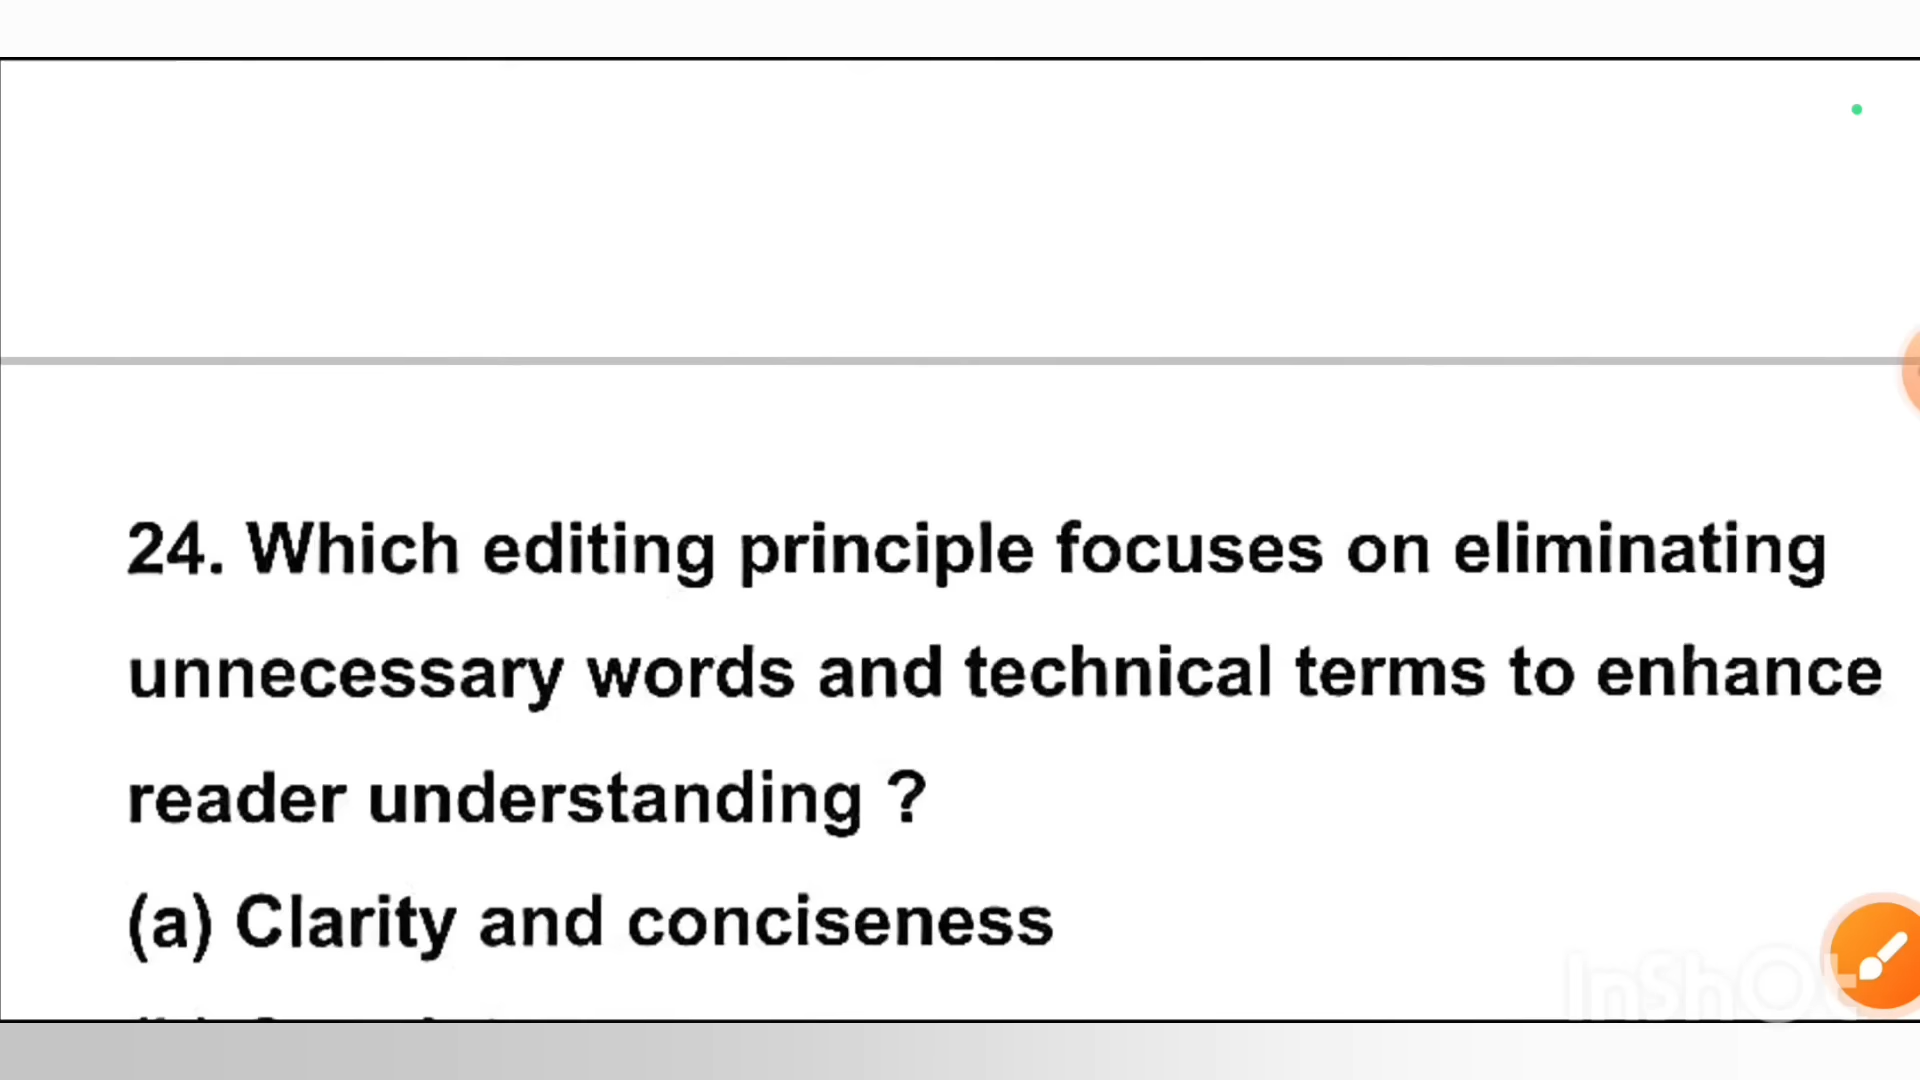 24. Which editing principle focuses on eliminating
unnecessary words and technical terms to enhance
reader understanding ?
(a) Clarity and conciseness
InShOt